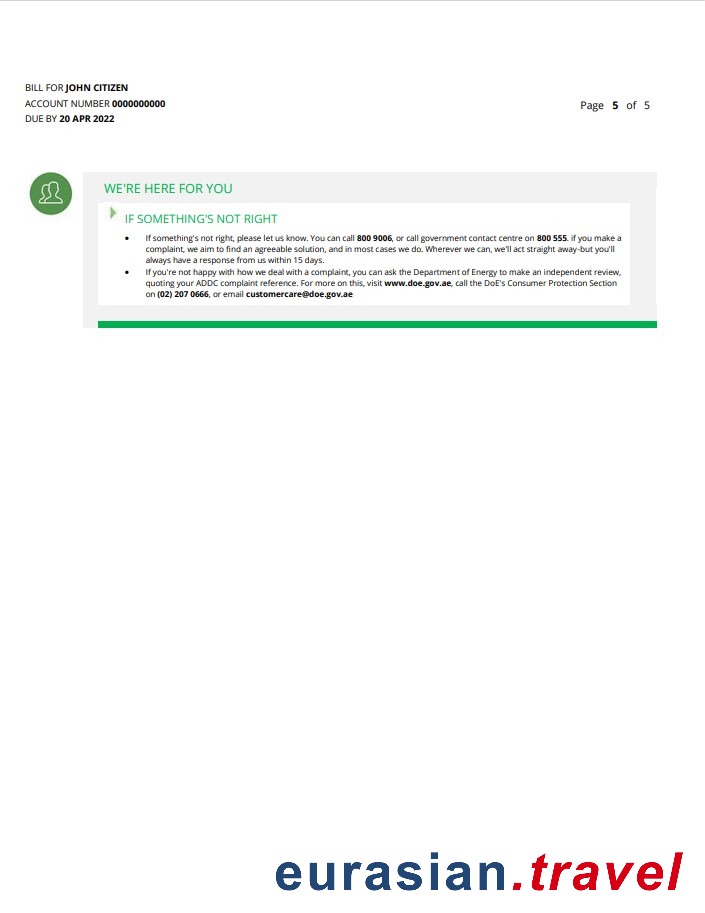 BILL FOR JOHN CITIZEN
ACCOUNT NUMBER 0000000000
Page 5 of 5
DUE BY 20 APR 2022
WE'RE HERE FOR YOU
IF SOMETHING'S NOT RIGHT
• If something's not right, please let us know. You can call 800 9006, or call government contact centre on 800 555. if you make a
complaint, we aim to find an agreeable solution, and in most cases we do. Wherever we can, we'll act straight away-but you'll
always have a response from us within 15 days.
• If you're not happy with how we deal with a complaint, you can ask the Department of Energy to make an independent review,
quoting your ADDC complaint reference. For more on this, visit www.doe.gov.ae, call the DoE's Consumer Protection Section
on (02) 207 0666, or email customercare@doe.gov.ae
eurasian.travel